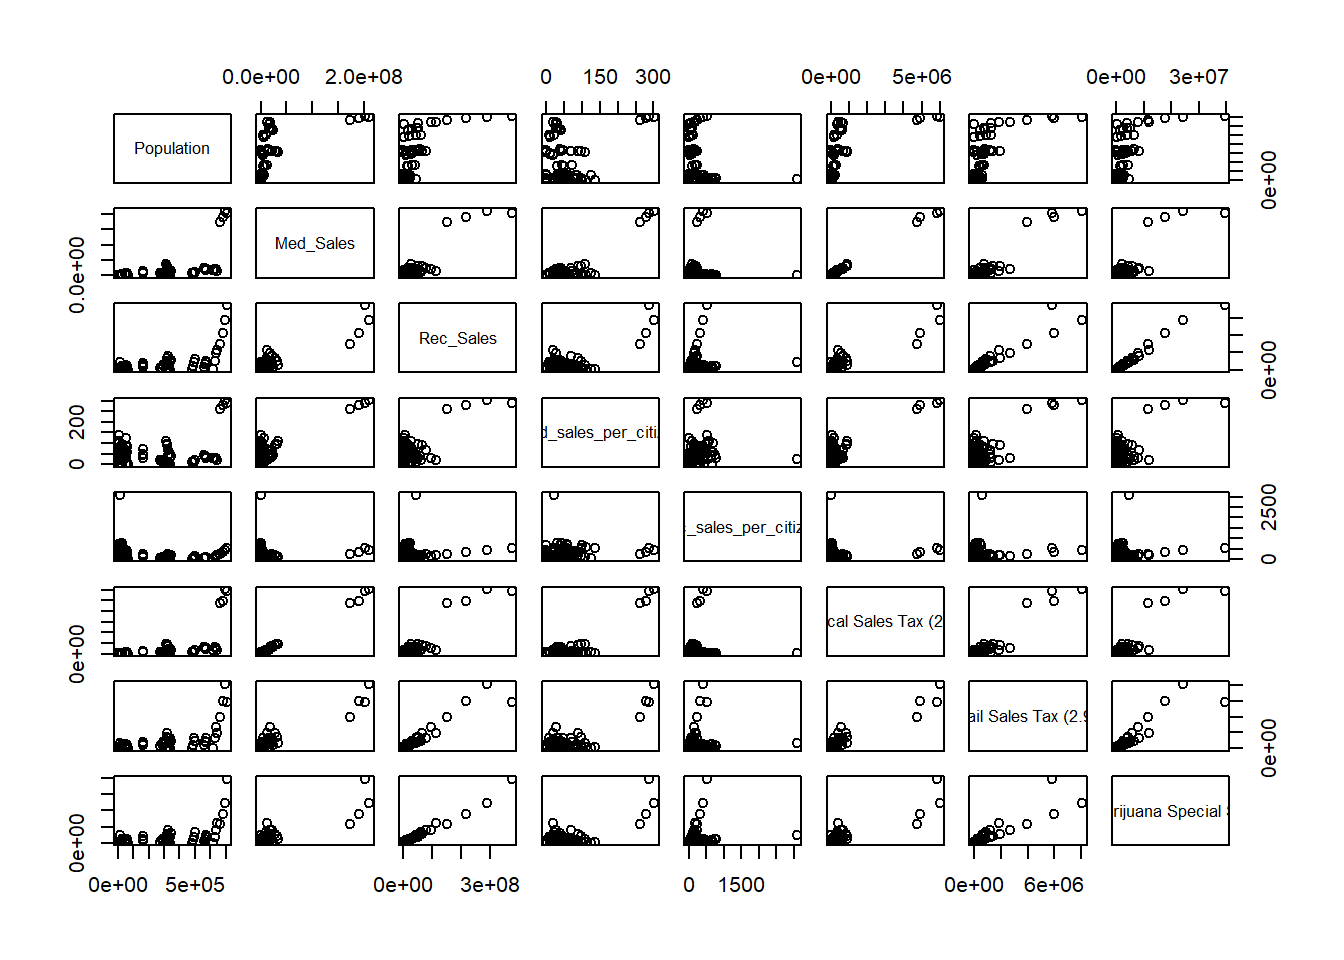 0.0e+00 2.0e+08 0 150 300 0e+00 5e+06 0e+00 3e+07
Population 0e+00
0.0e+00 Med_Sales
Rec_Sales 0e+00
0 200 d_sales_per_citi
_sales_per_citiz 0 2500
0e+00 cal Sales Tax (2
ail Sales Tax (2.9 0e+00
0e+00 rijuana Special
0e+00 5e+05 0e+00 3e+08 0 1500 0e+00 6e+06